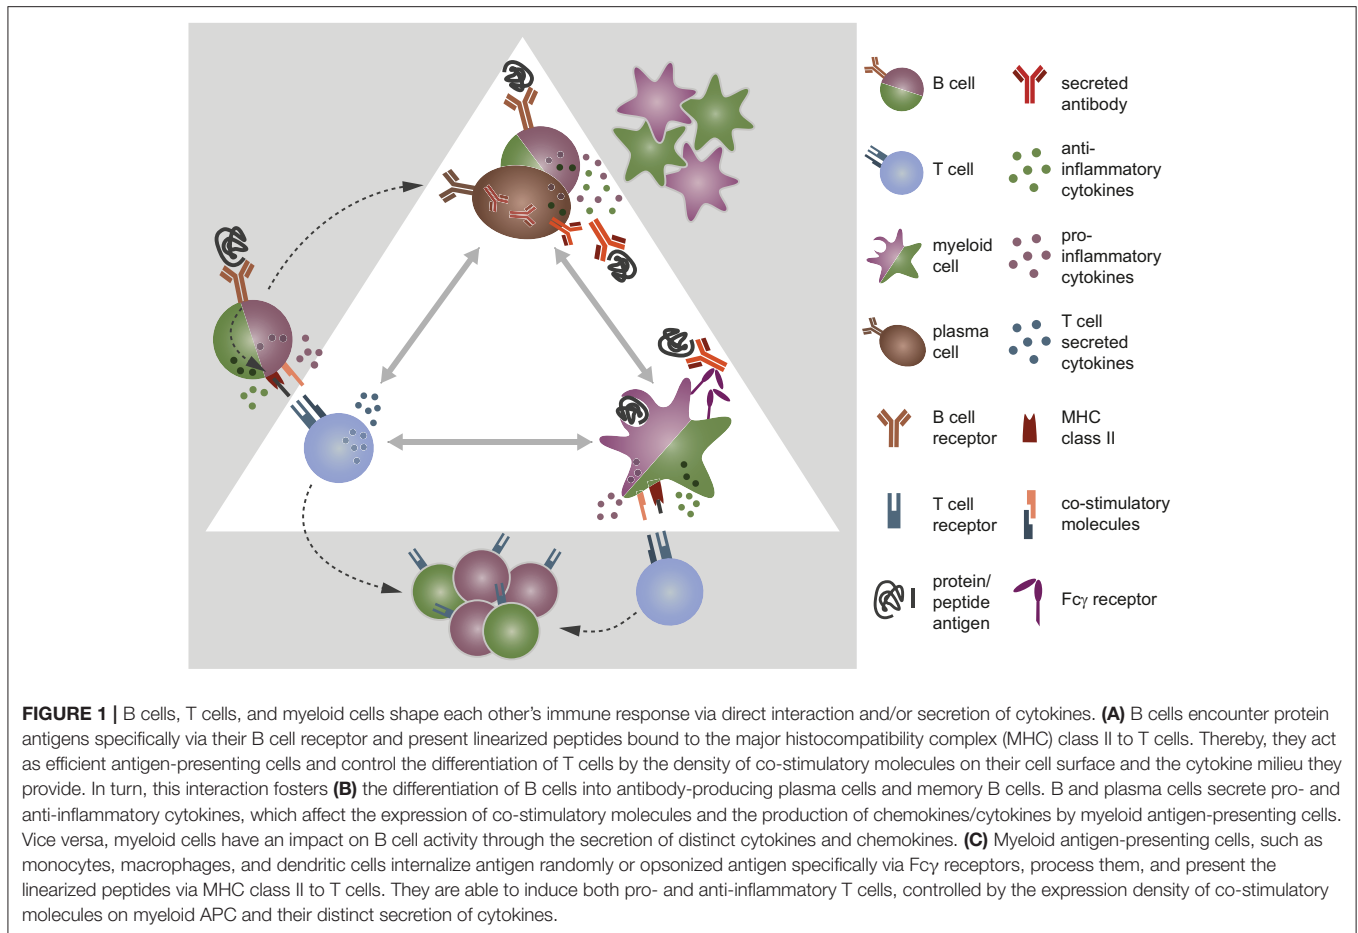 B cell
secreted
antibody
T cell
anti-
inflammatory
cytokines
myeloid
cell
pro-
inflammatory
cytokines
plasma
cell
T cell
secreted
cytokines
B cell
receptor
MHC
class II
T cell
receptor
co-stimulatory
molecules
protein/
peptide
antigen
Fcγ receptor
FIGURE 1 | B cells, T cells, and myeloid cells shape each other's immune response via direct interaction and/or secretion of cytokines. (A) B cells encounter protein
antigens specifically via their B cell receptor and present linearized peptides bound to the major histocompatibility complex (MHC) class II to T cells. Thereby, they act
as efficient antigen-presenting cells and control the differentiation of T cells by the density of co-stimulatory molecules on their cell surface and the cytokine milieu they
provide. In turn, this interaction fosters (B) the differentiation of B cells into antibody-producing plasma cells and memory B cells. B and plasma cells secrete pro- and
anti-inflammatory cytokines, which affect the expression of co-stimulatory molecules and the production of chemokines/cytokines by myeloid antigen-presenting cells.
Vice versa, myeloid cells have an impact on B cell activity through the secretion of distinct cytokines and chemokines. (C) Myeloid antigen-presenting cells, such as
monocytes, macrophages, and dendritic cells internalize antigen randomly or opsonized antigen specifically via Fcγ receptors, process them, and present the
linearized peptides via MHC class II to T cells. They are able to induce both pro- and anti-inflammatory T cells, controlled by the expression density of co-stimulatory
molecules on myeloid APC and their distinct secretion of cytokines.